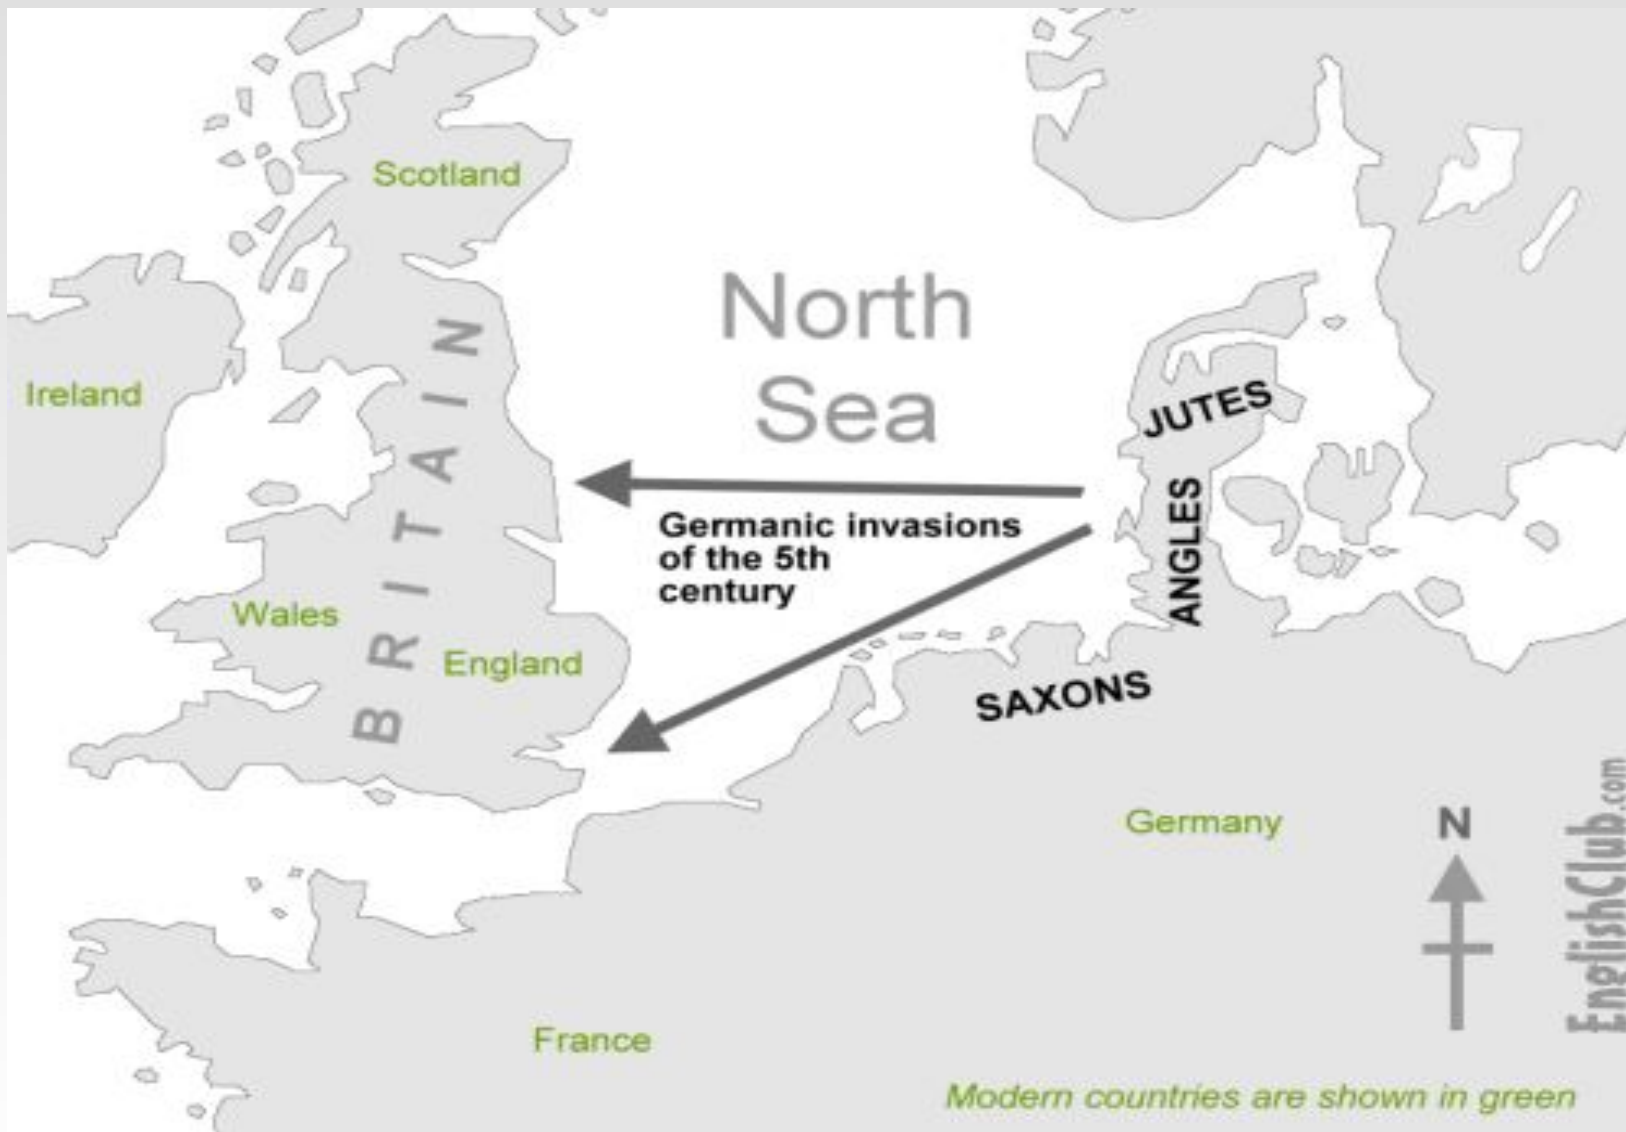 Scotland
North
Sea
Ireland
BRITAIN
JUTES
ANGLES
Germanic invasions
of the 5th
century
Wales
England
SAXONS
Germany
N
EnglishClub.com
France
Modern countries are shown in green